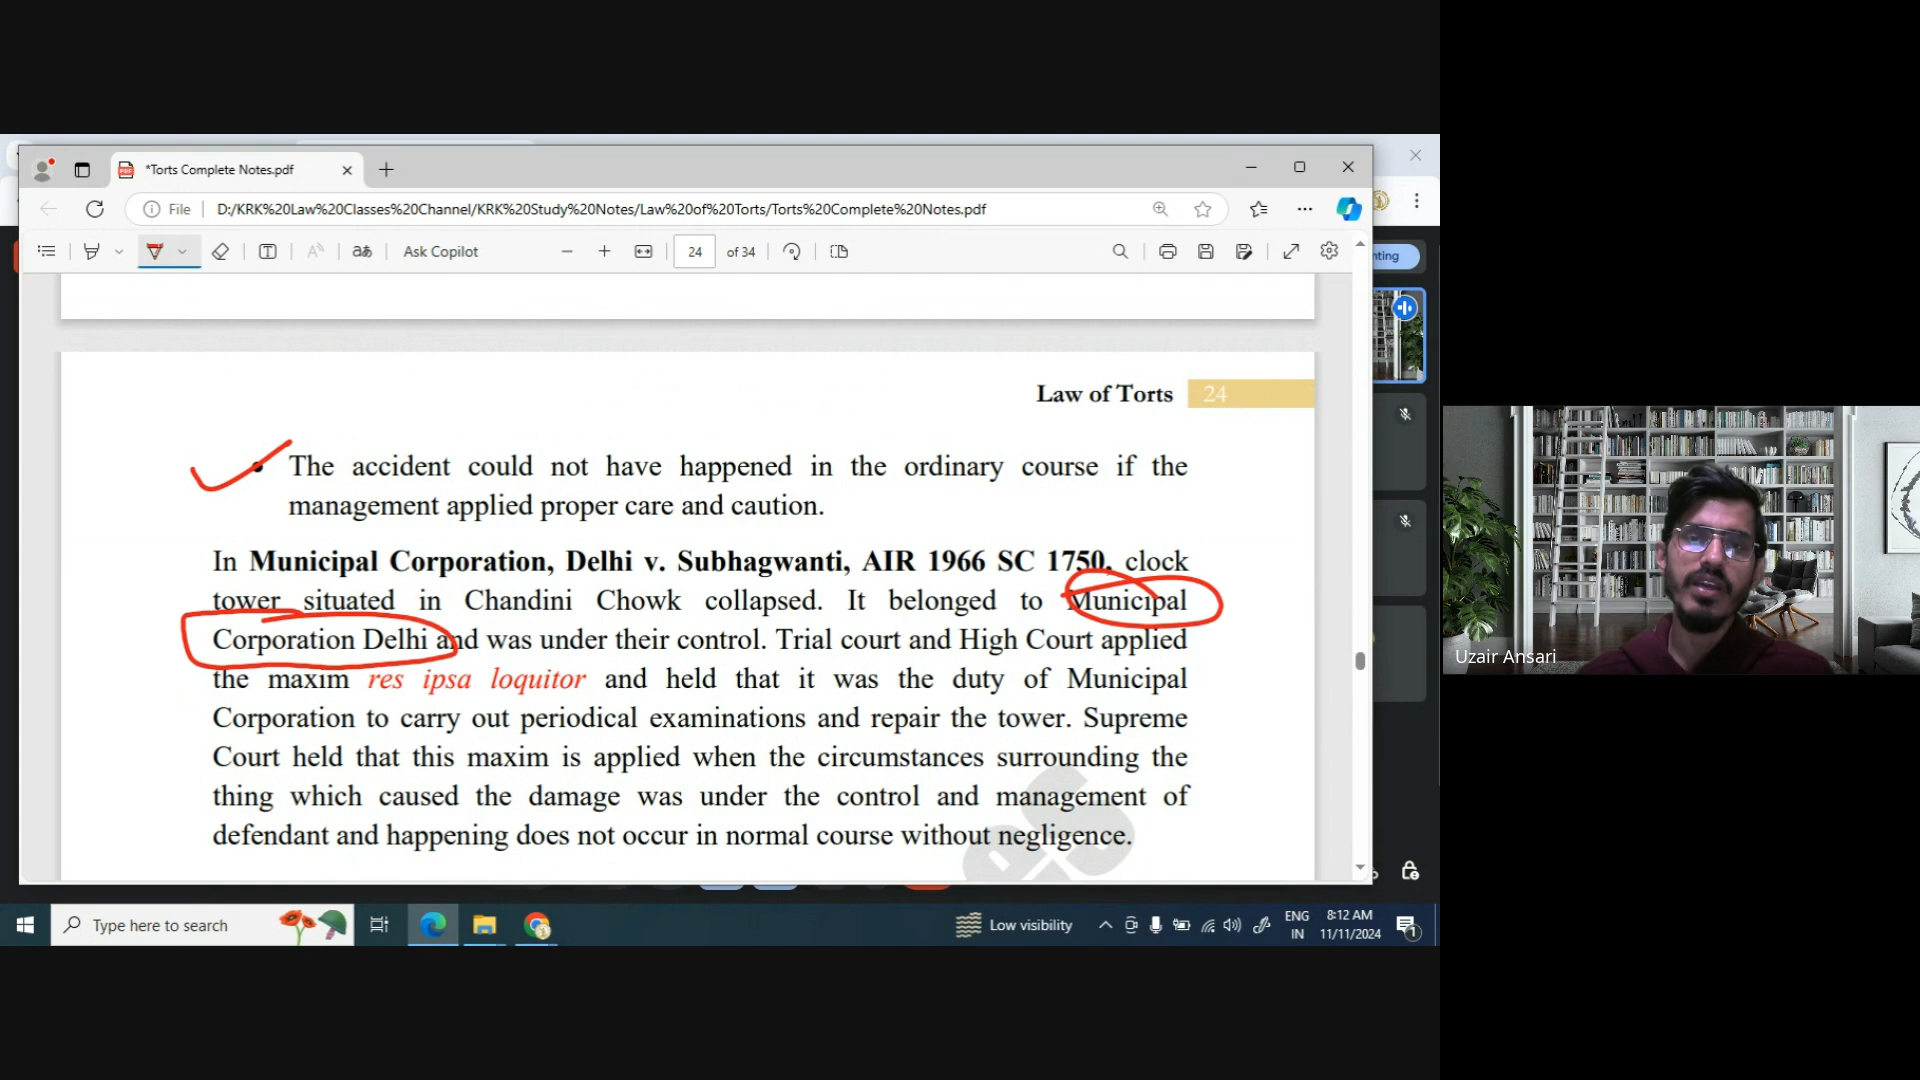 *Torts Complete Notes.pdf
File
D:/KRK%20Law%20Classes%20Channel/KRK%20Study%20Notes/Law%20of%20Torts/Torts%20Complete%20Notes.pdf
Ask Copilot
24 of 34
nting
Law of Torts 24
• The accident could not have happened in the ordinary course if the
management applied proper care and caution.
In Municipal Corporation, Delhi v. Subhagwanti, AIR 1966 SC 1750, clock
tower situated in Chandini Chowk collapsed. It belonged to Municipal
Corporation Delhi and was under their control. Trial court and High Court applied
the maxim res ipsa loquitor and held that it was the duty of Municipal
Corporation to carry out periodical examinations and repair the tower. Supreme
Court held that this maxim is applied when the circumstances surrounding the
thing which caused the damage was under the control and management of
defendant and happening does not occur in normal course without negligence.
es
Uzair Ansari
Type here to search
Low visibility
ENG
IN
8:12 AM
11/11/2024
1